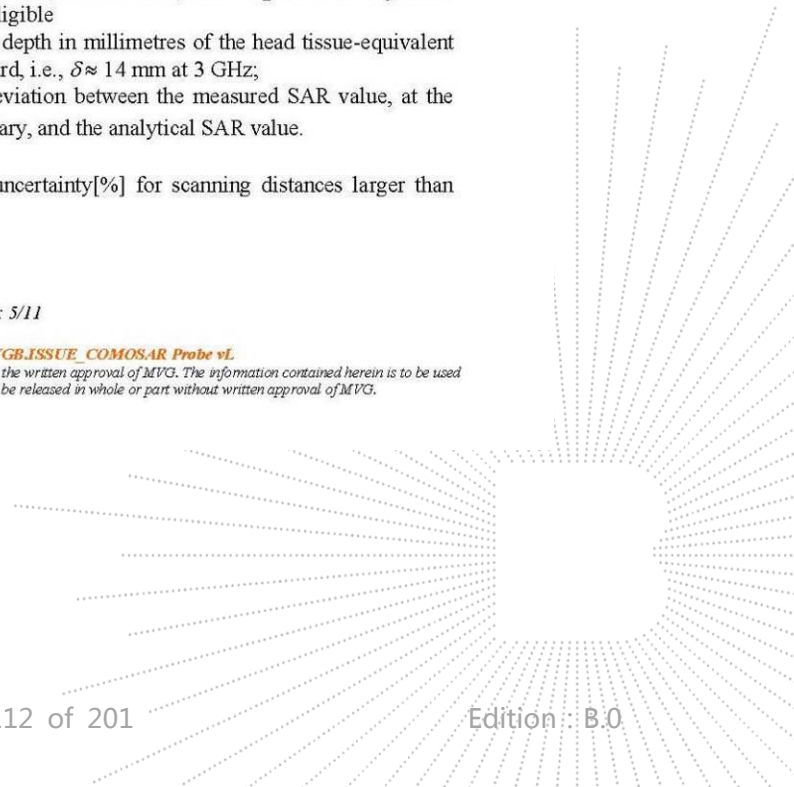 ligible
depth in millimetres of the head tissue-equivalent
rd, i.e., δ≈ 14 mm at 3 GHz;
eviation between the measured SAR value, at the
ary, and the analytical SAR value.
uncertainty[%] for scanning distances larger than
: 5/11
GB.ISSUE_COMOSAR Probe vL
the written approval of MVG. The information contained herein is to be used
be released in whole or part without written approval of MVG.
12 of 201
Edition : B.0